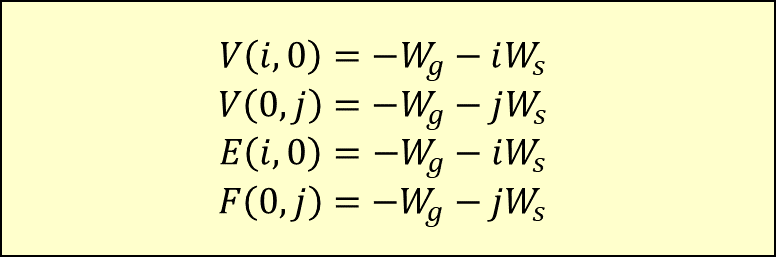 V(i, 0) = −W_g − iW_s
V(0, j) = −W_g − jW_s
E(i, 0) = −W_g − iW_s
F(0, j) = −W_g − jW_s